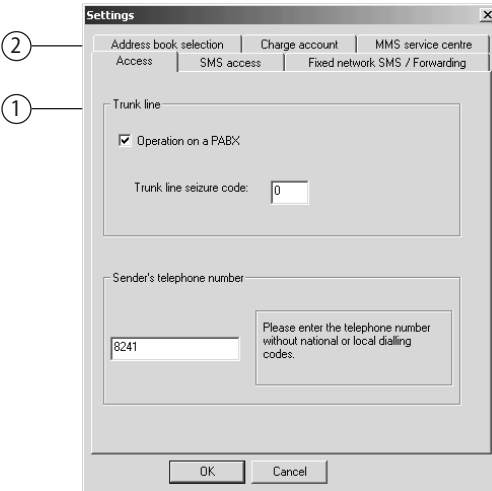 Settings
2
Address book selection
Charge account
MMS service centre
Access
SMS access
Fixed network SMS / Forwarding
1
Trunk line
Operation on a PABX
Trunk line seizure code:
0
Sender's telephone number
8241
Please enter the telephone number
without national or local dialling
codes.
OK
Cancel